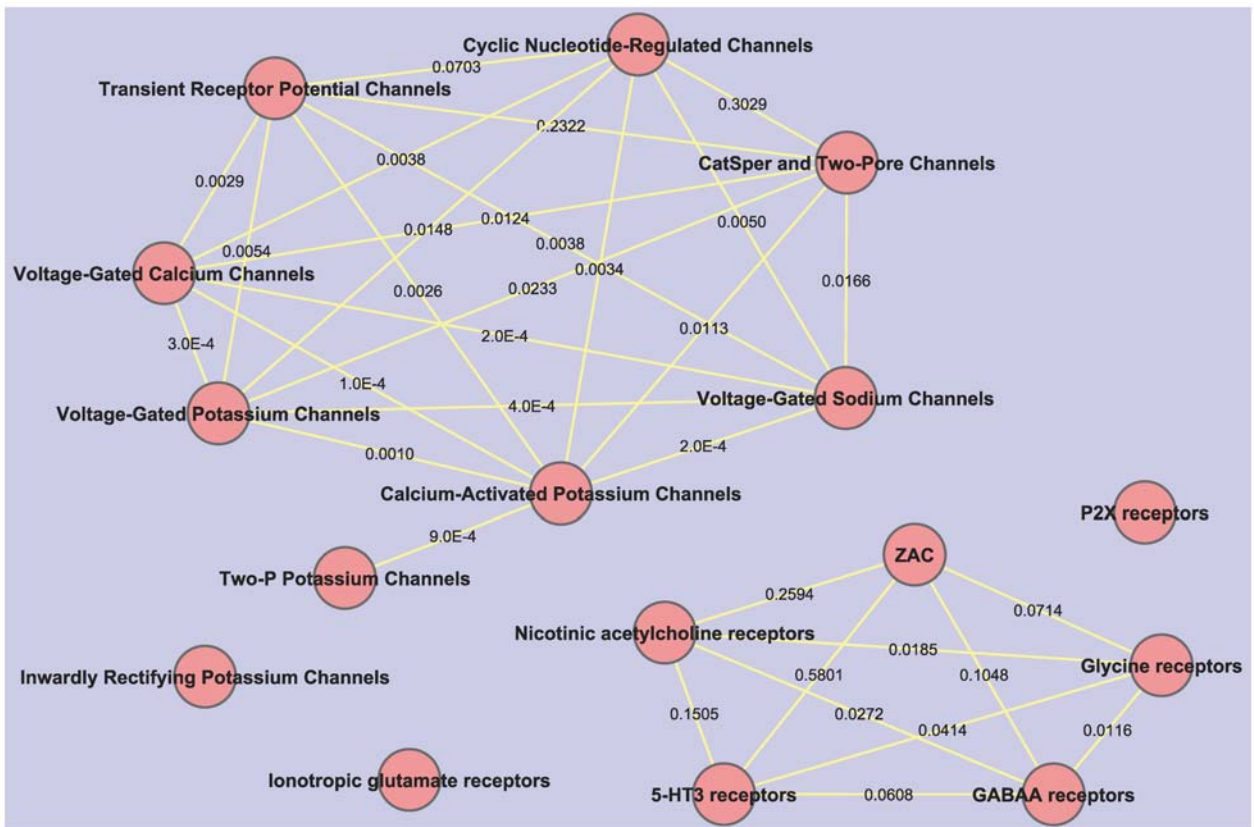 Cyclic Nucleotide-Regulated Channels
0.0703
Transient Receptor Potential Channels
0.3029
0.2322
0.0038
CatSper and Two-Pore Channels
0.0029
0.0124
0.0050
0.0148
0.0038
0.0054
Voltage-Gated Calcium Channels
0.0034
0.0166
0.0026
0.0233
0.0113
2.0E-4
3.0E-4
1.0E-4
Voltage-Gated Sodium Channels
4.0E-4
Voltage-Gated Potassium Channels
2.0E-4
0.0010
Calcium-Activated Potassium Channels
P2X receptors
9.0E-4
ZAC
Two-P Potassium Channels
0.2594
0.0714
Nicotinic acetylcholine receptors
0.0185
Glycine receptors
0.5801
0.1048
Inwardly Rectifying Potassium Channels
0.1505
0.0272
0.0414
0.0116
Ionotropic glutamate receptors
5-HT3 receptors
0.0608
GABAA receptors